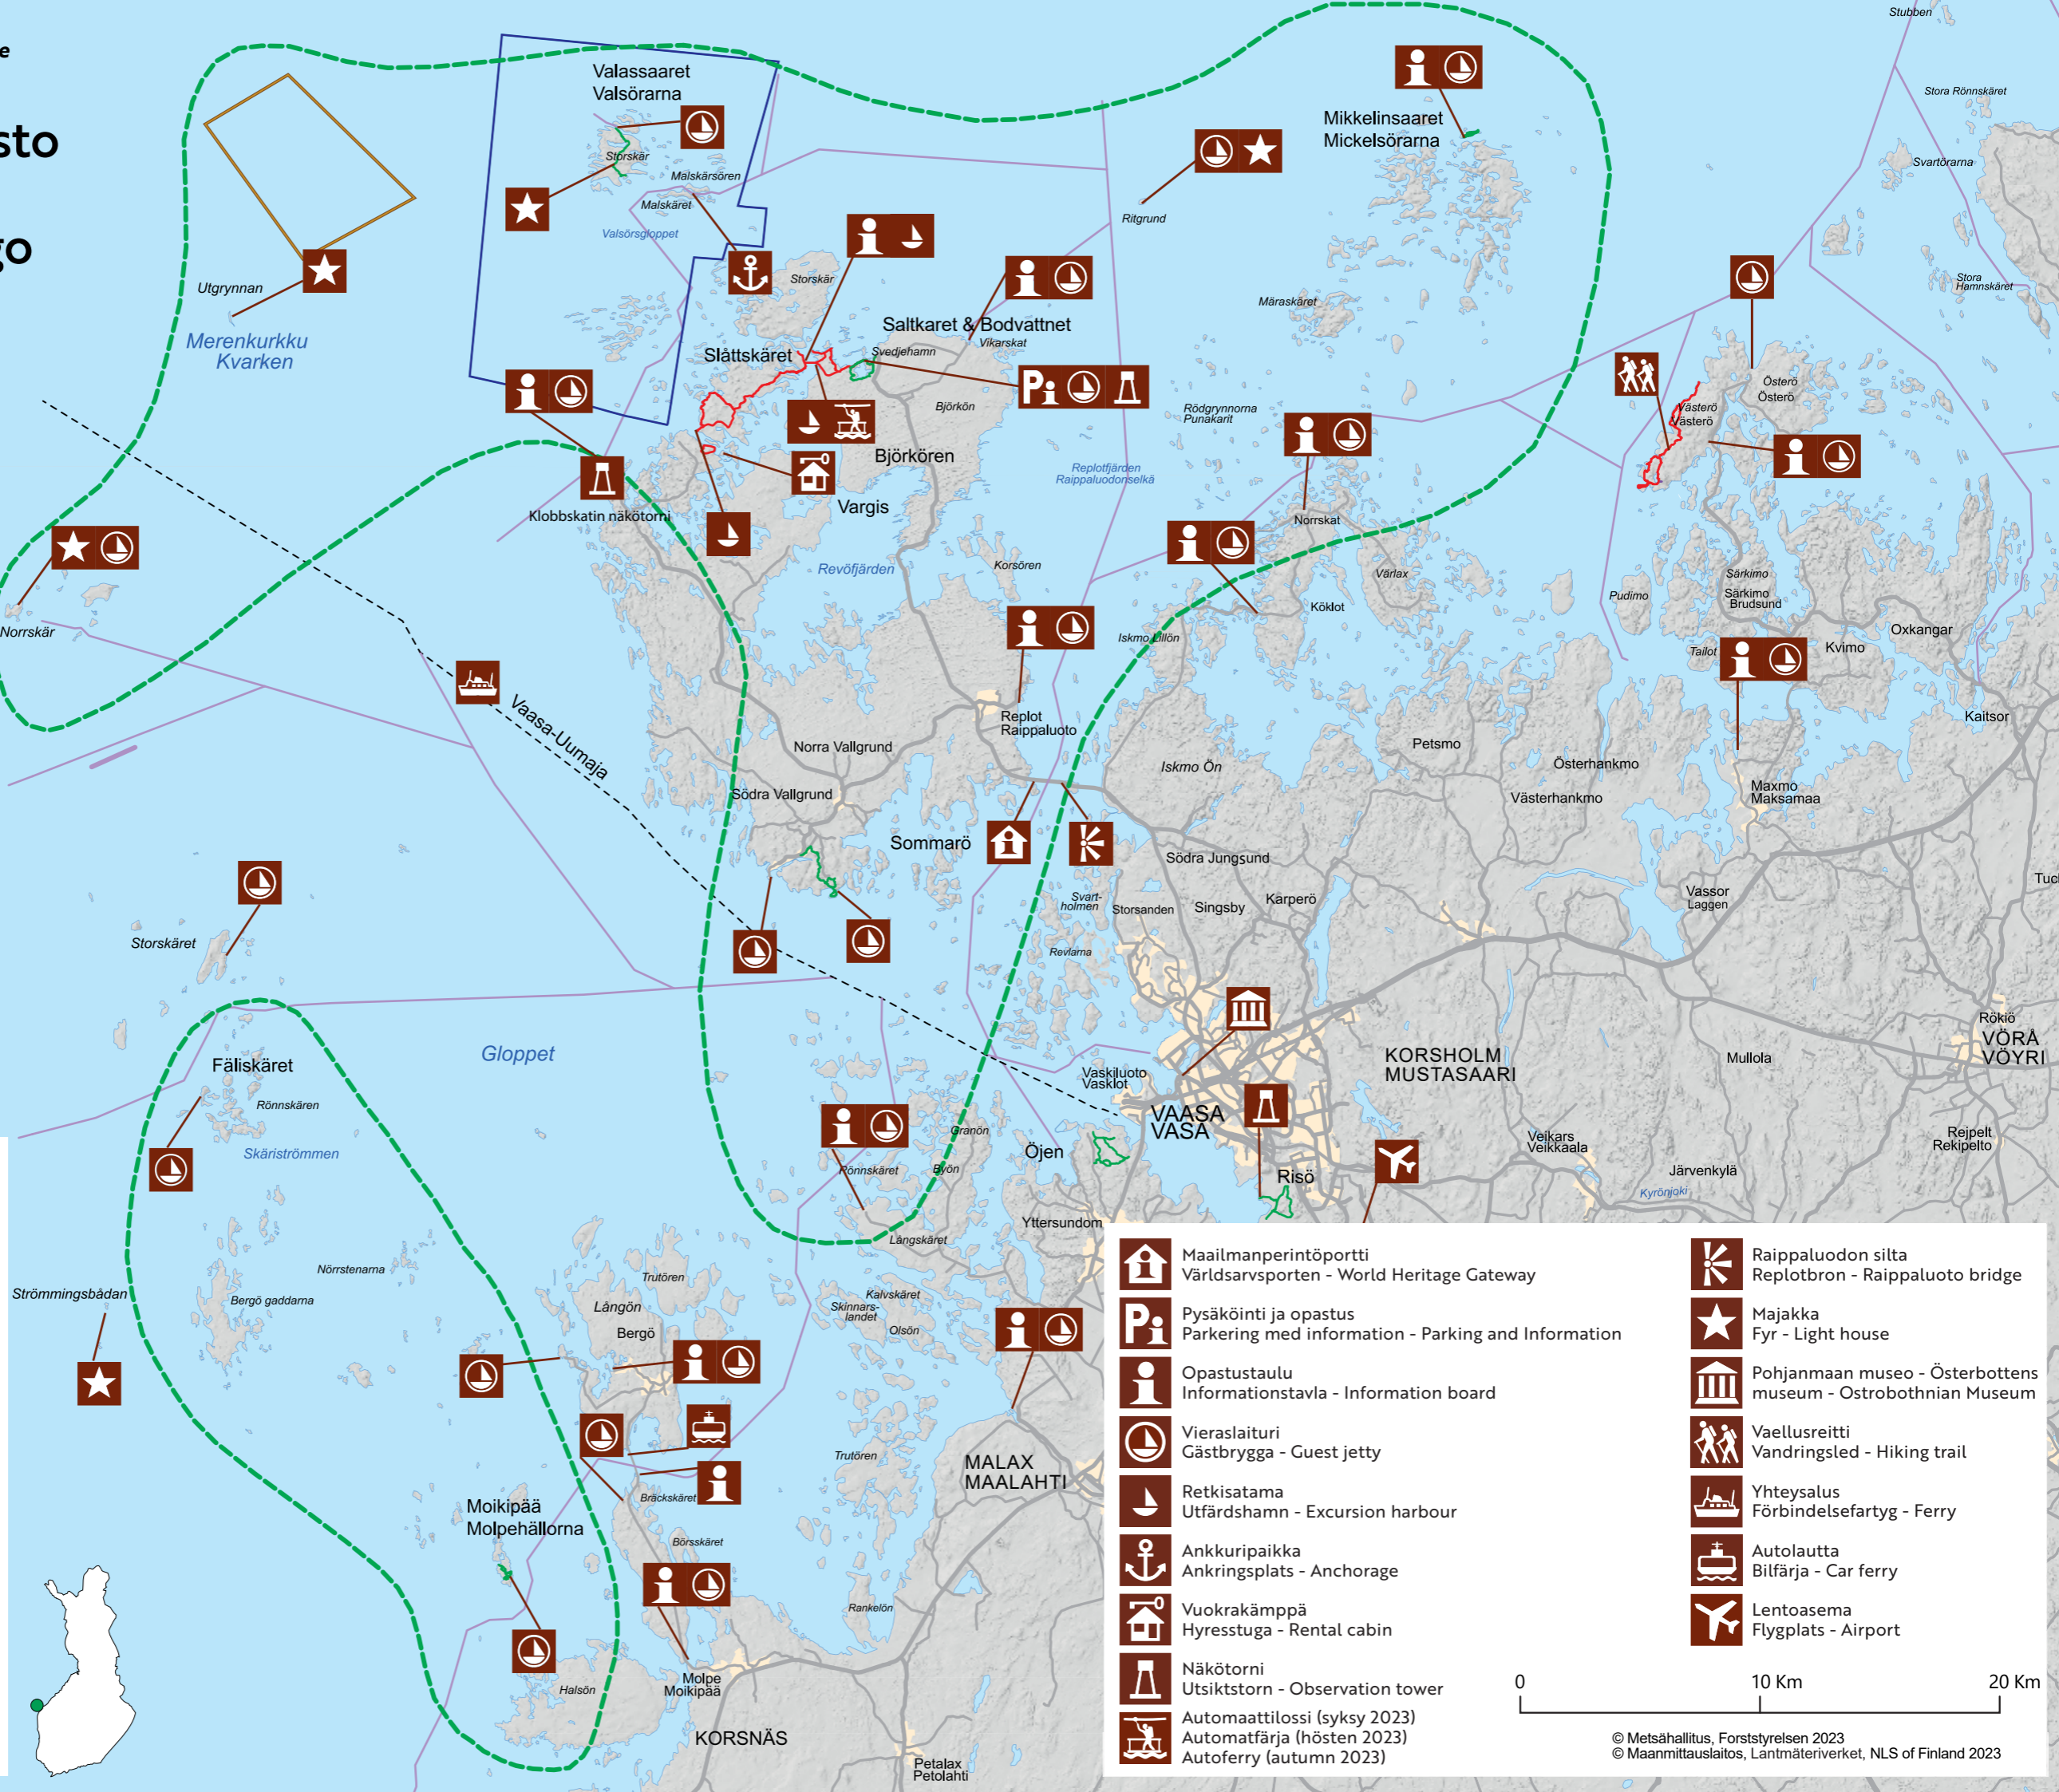 e
sto
go
Stubben
Stora Rönnskäret
Svartörarna
Stora
Hamnskäret
Valassaaret
Valsörarna
Storskär
Malskärsören
Malskäret
Valsörsgloppet
Mikkelinsaaret
Mickelsörarna
Ritgrund
Utgrynnan
Merenkurkku
Kvarken
Storskär
Märaskäret
Saltkaret & Bodvattnet
Vikarskat
Svedjehamn
Slåttskäret
Björkön
Rödgrynnorna
Punakarit
Österö
Österö
Västerö
Västerö
Björkören
Replotfjärden
Raippaluodonselkä
Vargis
Klobbskatin näkötorni
Norrskat
Revöfjärden
Korsören
Värlax
Köklot
Pudimo
Särkimo
Särkimo
Brudsund
Norrskär
Iskmo Lillön
Tailot
Kvimo
Oxkangar
Kaitsor
Vaasa-Uumaja
Replot
Raippaluoto
Norra Vallgrund
Södra Vallgrund
Iskmo Ön
Petsmo
Österhankmo
Västerhankmo
Maxmo
Maksamaa
Sommarö
Södra Jungsund
Svart-
holmen
Storsanden
Singsby
Karperö
Vassor
Laggen
Tuc
Storskäret
Revlarna
Gloppet
Fäliskäret
Rönnskären
Skäriströmmen
Vaskiluoto
Vasklot
VAASA
VASA
KORSHOLM
MUSTASAARI
Mullola
Rökiö
VÖRÅ
VÖYRI
Granön
Öjen
Rönnskäret
Byön
Risö
Veikars
Veikkaala
Järvenkylä
Kyrönjoki
Rejpelt
Rekipelto
Yttersundom
Långskäret
Strömmingsbådan
Nörrstenarna
Bergö gaddarna
Trutören
Långön
Bergö
Kalvskäret
Skinnars-
landet
Olsön
Trutören
MALAX
MAALAHTI
Bräckskäret
Moikipää
Molpehällorna
Börsskäret
Rankelön
Halsön
Molpe
Moikipää
KORSNÄS
Petalax
Petolahti
Maailmanperintöportti
Världsarvsporten - World Heritage Gateway
Pysäköinti ja opastus
Parkering med information - Parking and Information
Opastustaulu
Informationstavla - Information board
Vieraslaituri
Gästbrygga - Guest jetty
Retkisatama
Utfärdshamn - Excursion harbour
Ankkuripaikka
Ankringsplats - Anchorage
Vuokrakämppä
Hyresstuga - Rental cabin
Näkötorni
Utsiktstorn - Observation tower
Automaattilossi (syksy 2023)
Automatfärja (hösten 2023)
Autoferry (autumn 2023)
Raippaluodon silta
Replotbron - Raippaluoto bridge
Majakka
Fyr - Light house
Pohjanmaan museo - Österbottens
museum - Ostrobothnian Museum
Vaellusreitti
Vandringsled - Hiking trail
Yhteysalus
Förbindelsefartyg - Ferry
Autolautta
Bilfärja - Car ferry
Lentoasema
Flygplats - Airport
0 10 Km 20 Km
© Metsähallitus, Forststyrelsen 2023
© Maanmittauslaitos, Lantmäteriverket, NLS of Finland 2023